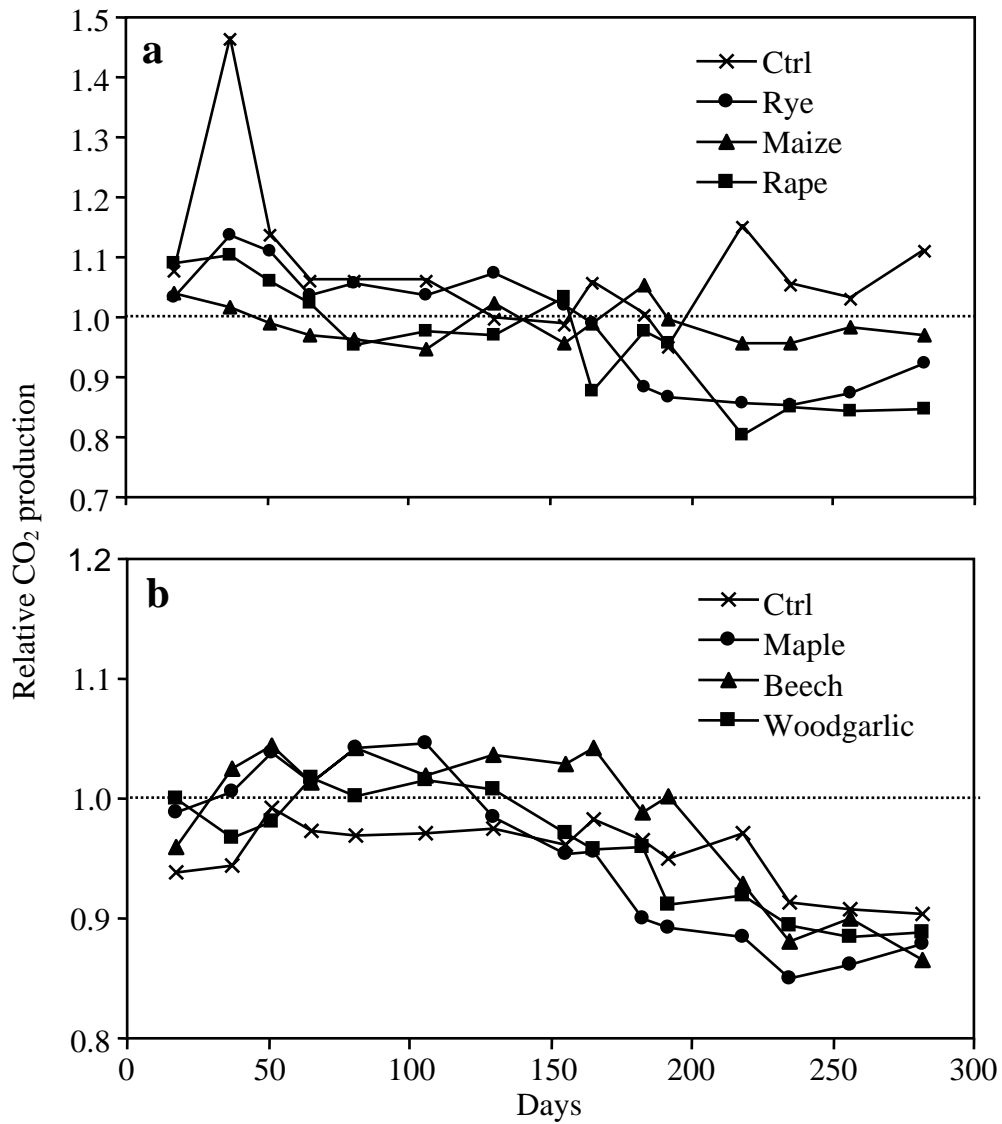 Relative CO₂ production
a
1.5
1.4
1.3
1.2
1.1
1.0
0.9
0.8
0.7
Ctrl
Rye
Maize
Rape
b
1.2
1.1
1.0
0.9
0.8
Ctrl
Maple
Beech
Woodgarlic
0 50 100 150 200 250 300
Days